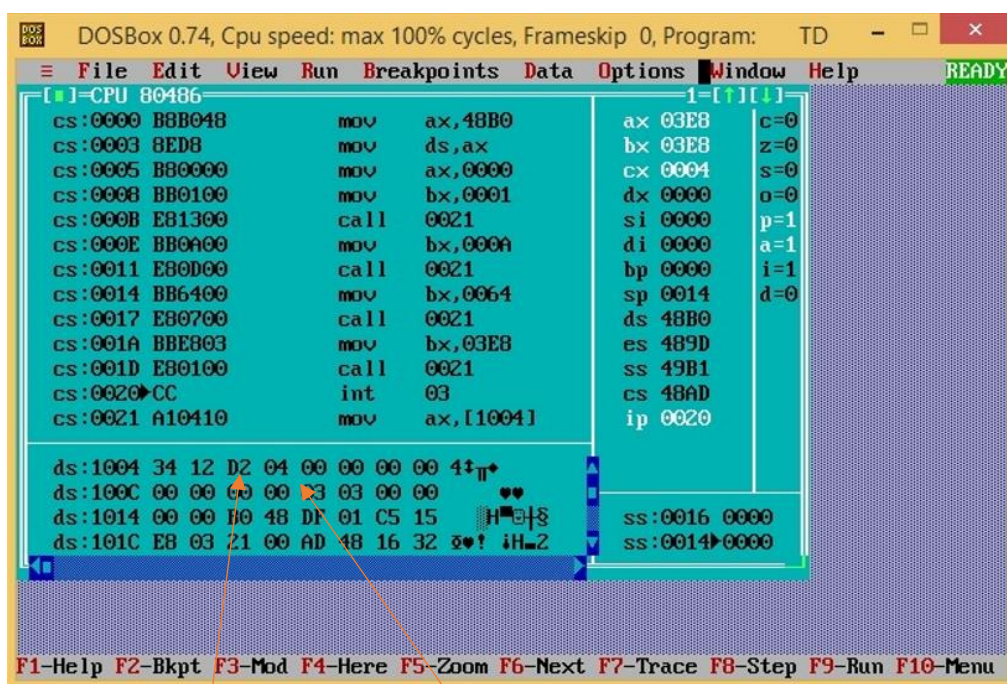 DOS BOX DOSBox 0.74, Cpu speed: max 100% cycles, Frameskip 0, Program: TD
≡ File Edit View Run Breakpoints Data Options Window Help READY
CPU 80486 1=[↑][↓]
cs:0000 B8B048 mov ax,48B0 ax 03E8 c=0
cs:0003 8ED8 mov ds,ax bx 03E8 z=0
cs:0005 B80000 mov ax,0000 cx 0004 s=0
cs:0008 BB0100 mov bx,0001 dx 0000 o=0
cs:000B E81300 call 0021 si 0000 p=1
cs:000E BB0A00 mov bx,000A di 0000 a=1
cs:0011 E80D00 call 0021 bp 0000 i=1
cs:0014 BB6400 mov bx,0064 sp 0014 d=0
cs:0017 E80700 call 0021 ds 48B0
cs:001A BBE803 mov bx,03E8 es 489D
cs:001D E80100 call 0021 ss 49B1
cs:0020►CC int 03 cs 48AD
cs:0021 A10410 mov ax,[1004] ip 0020
ds:1004 34 12 D2 04 00 00 00 00 4↕╥♦
ds:100C 00 00 00 00 03 03 00 00 ♥♥
ds:1014 00 00 B0 48 DF 01 C5 15 ░H▀☺┼§ ss:0016 0000
ds:101C E8 03 21 00 AD 48 16 32 ♥! ¡H▬2 ss:0014►0000
F1-Help F2-Bkpt F3-Mod F4-Here F5-Zoom F6-Next F7-Trace F8-Step F9-Run F10-Menu